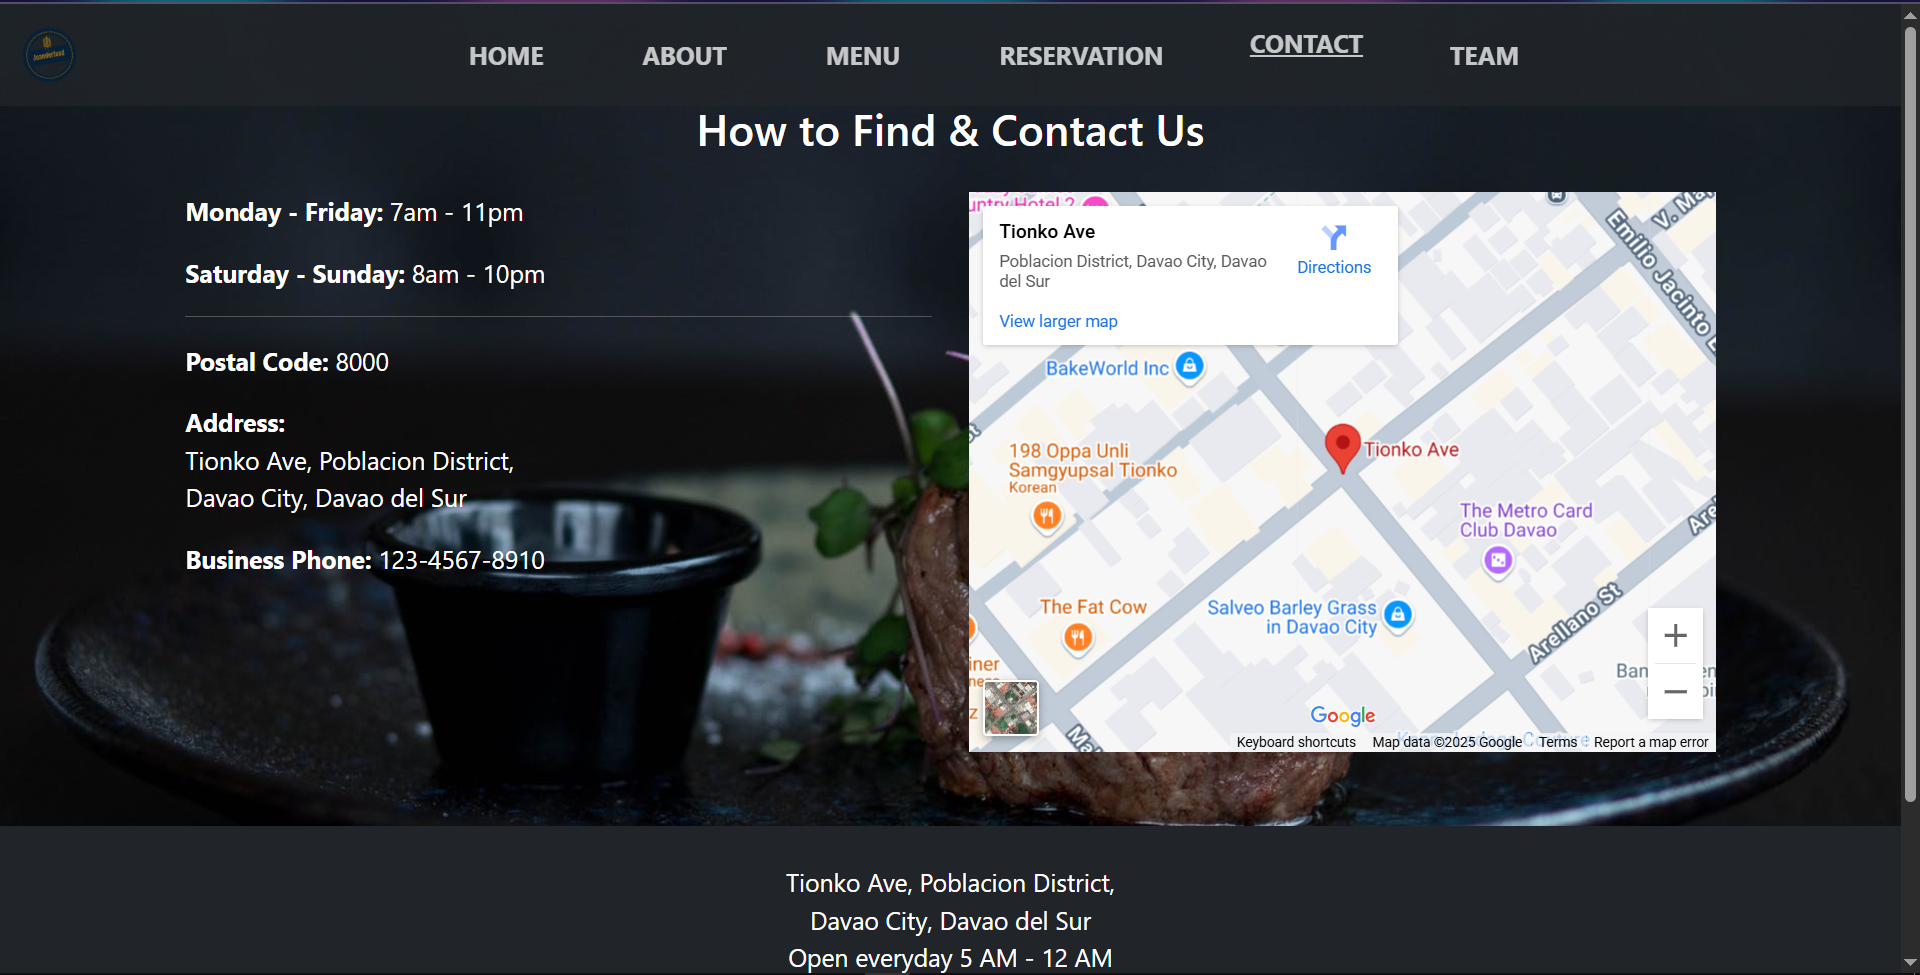 Juanderfood
HOME
ABOUT
MENU
RESERVATION
CONTACT
TEAM
How to Find & Contact Us
Monday - Friday: 7am - 11pm
Saturday - Sunday: 8am - 10pm
Postal Code: 8000
Address:
Tionko Ave, Poblacion District,
Davao City, Davao del Sur
Business Phone: 123-4567-8910
Tionko Ave
Poblacion District, Davao City, Davao
del Sur
Directions
View larger map
Emilio Jacinto
BakeWorld Inc
198 Oppa Unli
Samgyupsal Tionko
Korean
Tionko Ave
The Metro Card
Club Davao
The Fat Cow
Salveo Barley Grass
in Davao City
Arellano St
Google
Keyboard shortcuts
Map data ©2025 Google
Terms
Report a map error
Tionko Ave, Poblacion District,
Davao City, Davao del Sur
Open everyday 5 AM - 12 AM